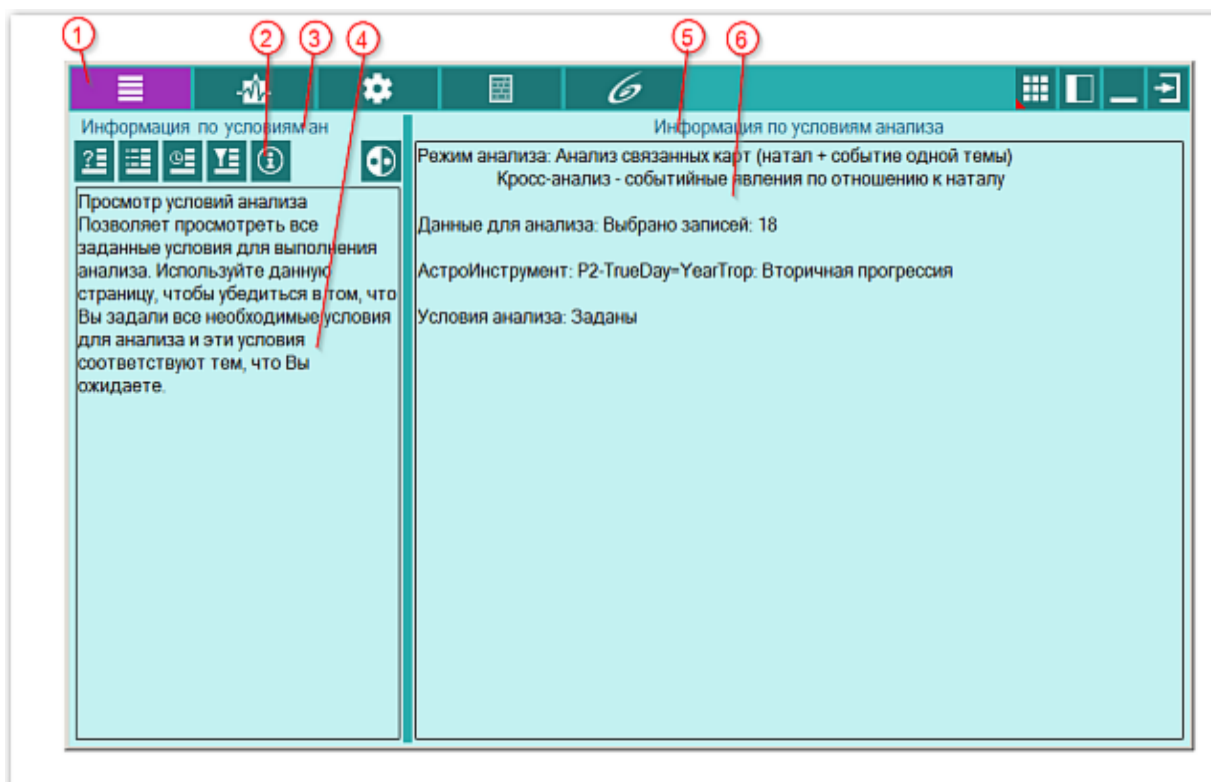 1 2 3 4 5 6
Информация по условиям ан
Просмотр условий анализа
Позволяет просмотреть все
заданные условия для выполнения
анализа. Используйте данную
страницу, чтобы убедиться в том, что
Вы задали все необходимые условия
для анализа и эти условия
соответствуют тем, что Вы
ожидаете.
Информация по условиям анализа
Режим анализа: Анализ связанных карт (натал + событие одной темы)
Кросс-анализ - событийные явления по отношению к наталу
Данные для анализа: Выбрано записей: 18
АстроИнструмент: P2-TrueDay=YearTrop: Вторичная прогрессия
Условия анализа: Заданы